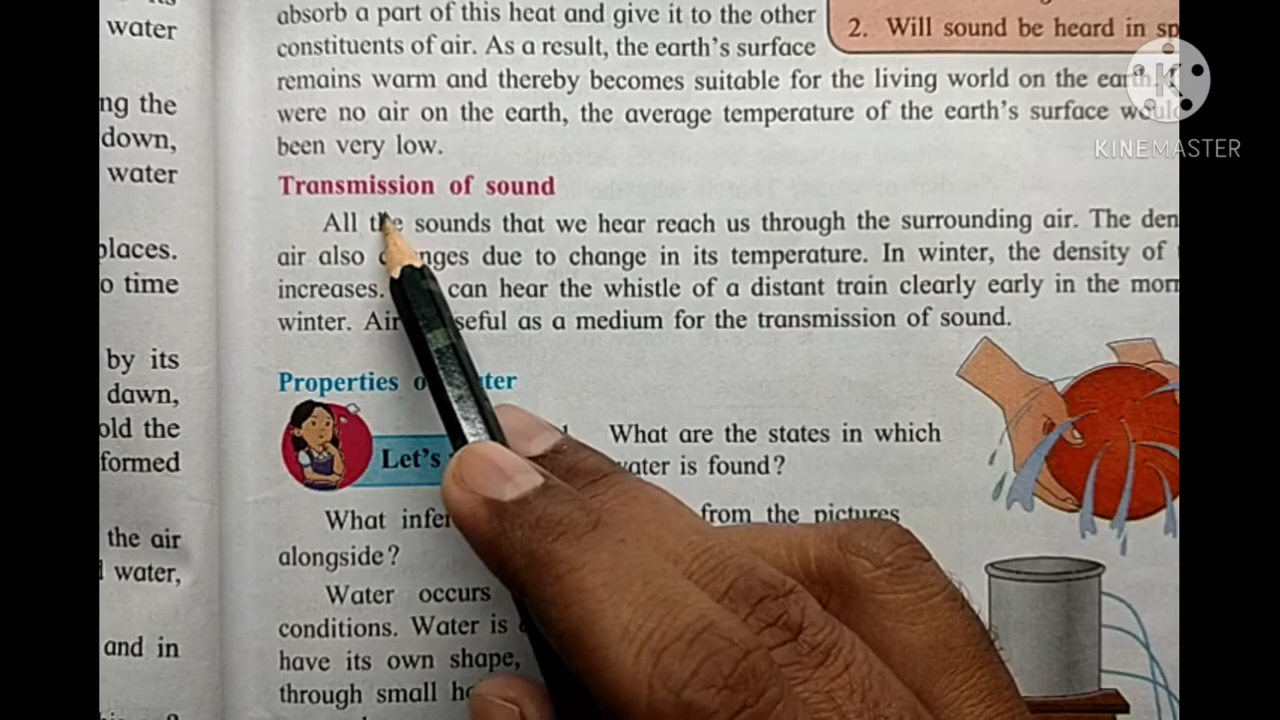 water
ng the
down,
water
places.
o time
by its
dawn,
old the
formed
the air
water,
and in
absorb a part of this heat and give it to the other
constituents of air. As a result, the earth's surface
remains warm and thereby becomes suitable for the living world on the earth
were no air on the earth, the average temperature of the earth's surface would
been very low.
2. Will sound be heard in sp
KINEMASTER
Transmission of sound
All the sounds that we hear reach us through the surrounding air. The den
air also changes due to change in its temperature. In winter, the density of
increases. can hear the whistle of a distant train clearly early in the morn
winter. Air seful as a medium for the transmission of sound.
Properties o ter
Let's
What are the states in which
water is found?
What infer from the pictures
alongside?
Water occurs
conditions. Water is
have its own shape,
through small ho